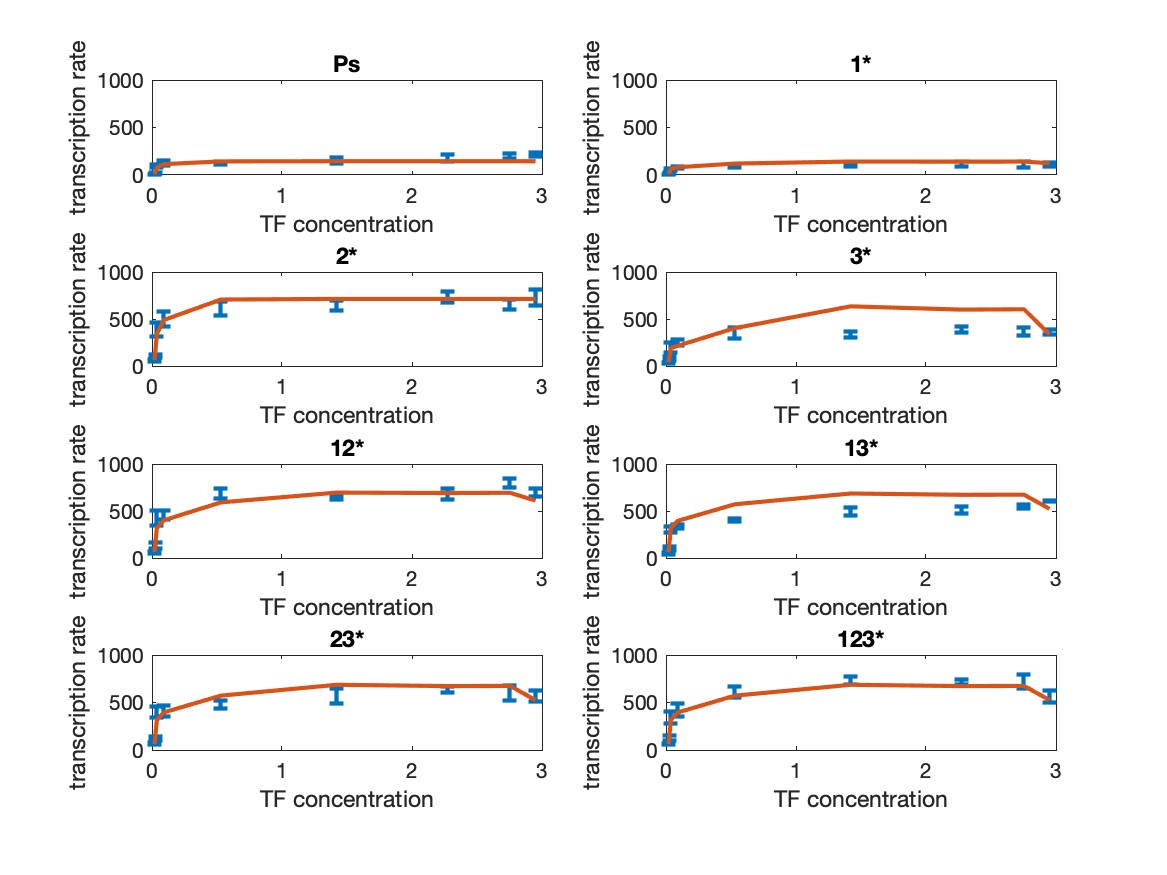 Ps
transcription rate
1000
500
0
0 1 2 3
TF concentration
1*
transcription rate
1000
500
0
0 1 2 3
TF concentration
2*
transcription rate
1000
500
0
0 1 2 3
TF concentration
3*
transcription rate
1000
500
0
0 1 2 3
TF concentration
12*
transcription rate
1000
500
0
0 1 2 3
TF concentration
13*
transcription rate
1000
500
0
0 1 2 3
TF concentration
23*
transcription rate
1000
500
0
0 1 2 3
TF concentration
123*
transcription rate
1000
500
0
0 1 2 3
TF concentration